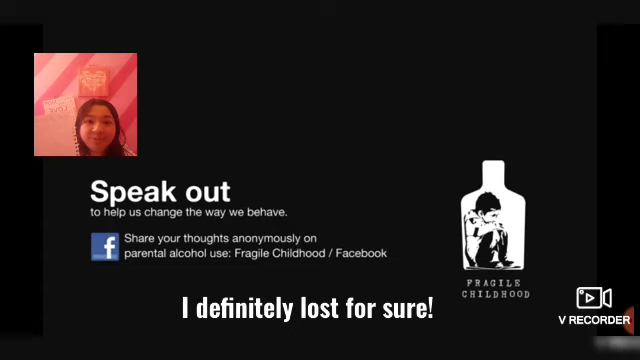 LOVE
Speak out
to help us change the way we behave.
f
Share your thoughts anonymously on
parental alcohol use: Fragile Childhood / Facebook
FRAGILE
CHILDHOOD
I definitely lost for sure!
V RECORDER